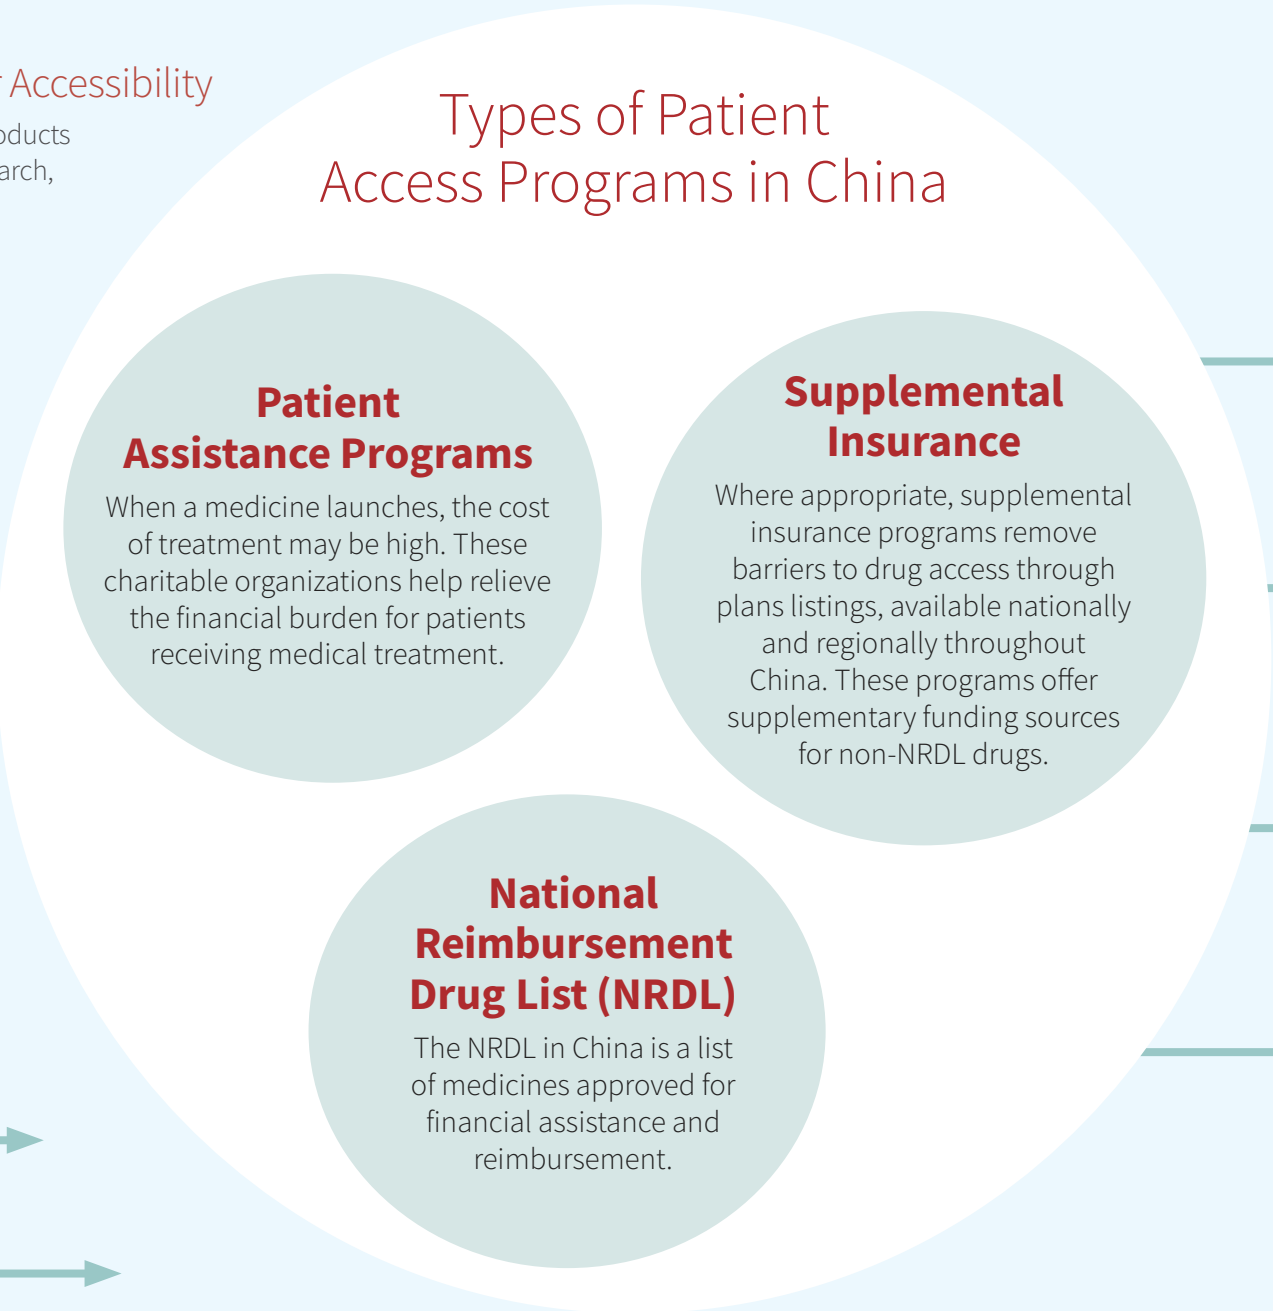 Accessibility
oducts
arch,
Types of Patient
Access Programs in China
Patient
Assistance Programs
When a medicine launches, the cost
of treatment may be high. These
charitable organizations help relieve
the financial burden for patients
receiving medical treatment.
Supplemental
Insurance
Where appropriate, supplemental
insurance programs remove
barriers to drug access through
plans listings, available nationally
and regionally throughout
China. These programs offer
supplementary funding sources
for non-NRDL drugs.
National
Reimbursement
Drug List (NRDL)
The NRDL in China is a list
of medicines approved for
financial assistance and
reimbursement.